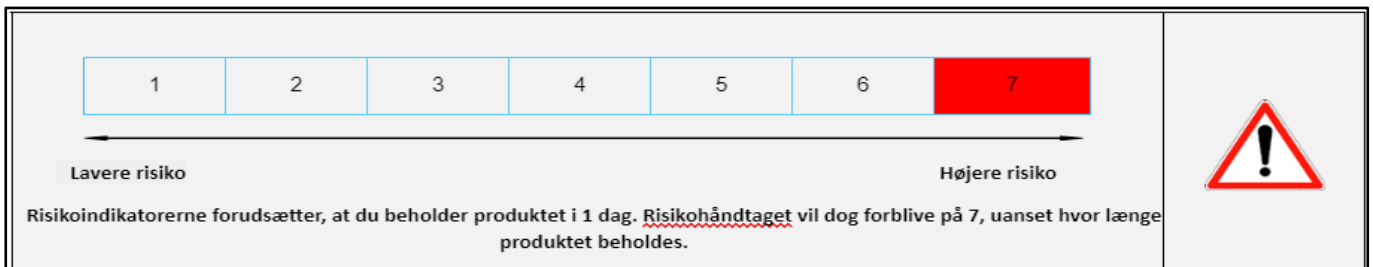 1 2 3 4 5 6 7
Lavere risiko Højere risiko
Risikoindikatorerne forudsætter, at du beholder produktet i 1 dag. Risikohåndtaget vil dog forblive på 7, uanset hvor længe
produktet beholdes.